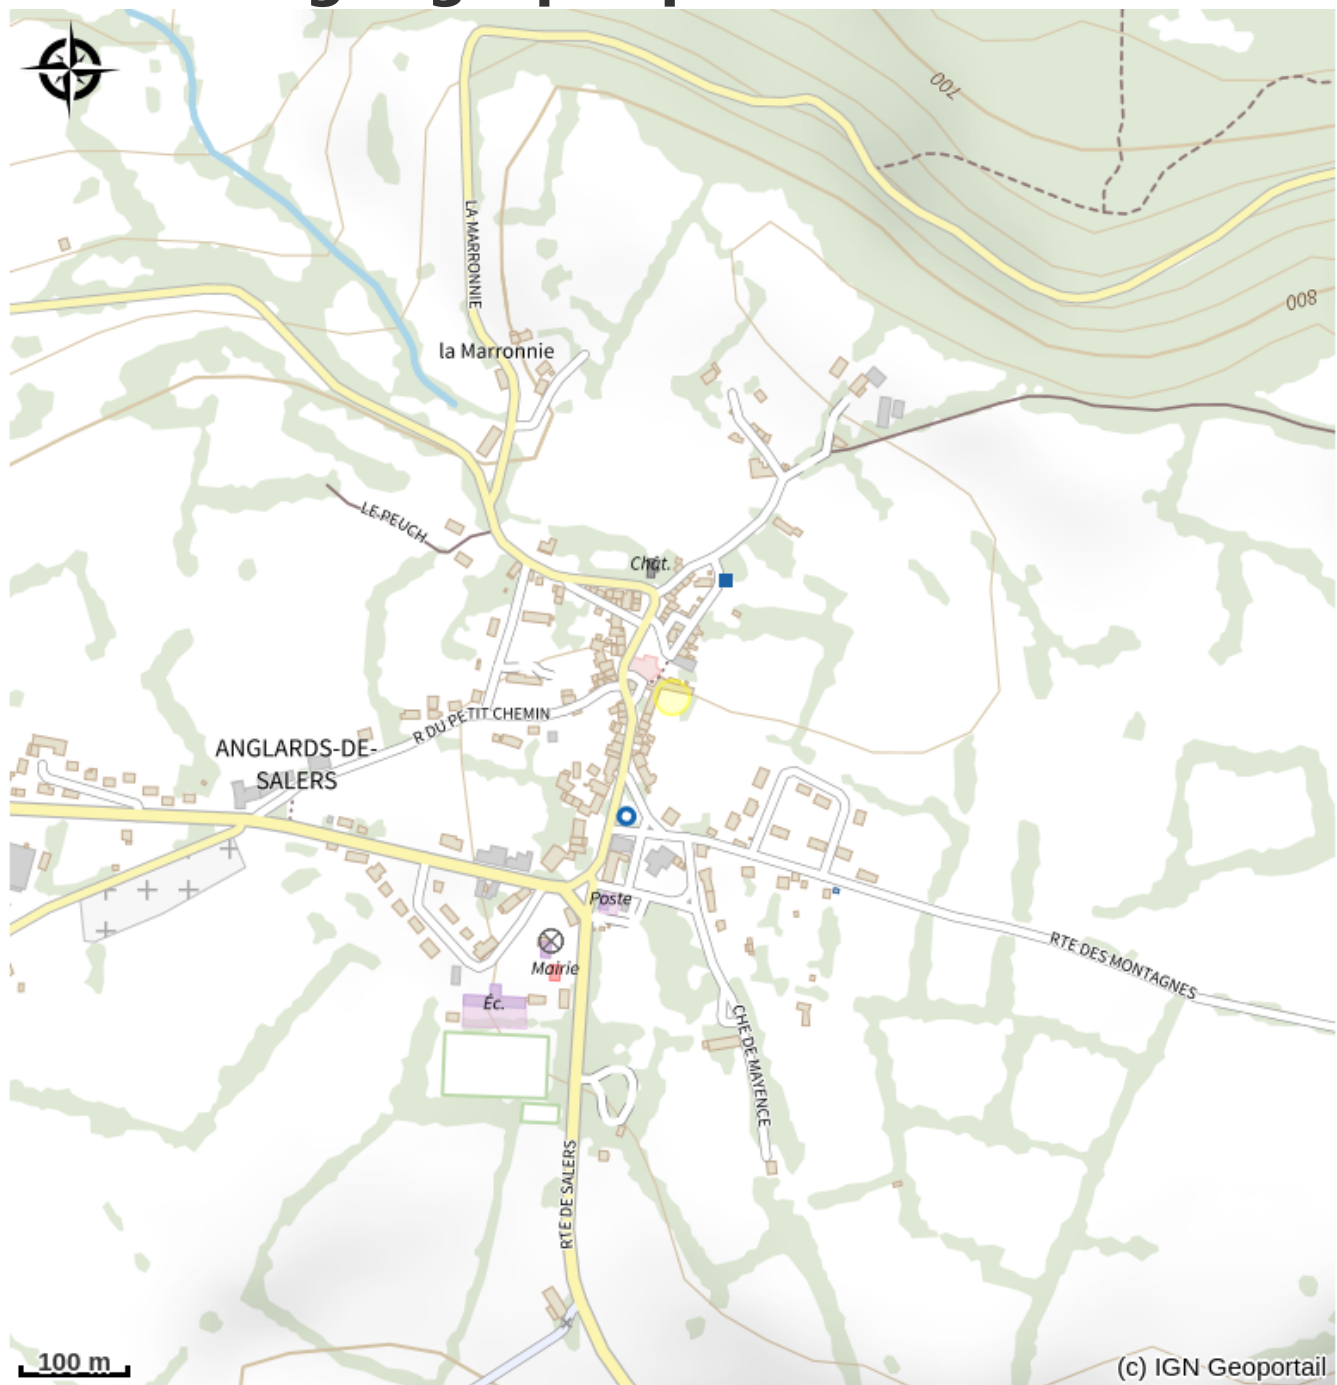 700
800
LA MARRONNIE
la Marronnie
LE PEUCH
Chât.
R DU PETIT CHEMIN
ANGLARDS-DE-
SALERS
Poste
RTE DES MONTAGNES
Mairie
Éc.
CHE DE MAYENCE
RTE DE SALERS
100 m
(c) IGN Geoportail